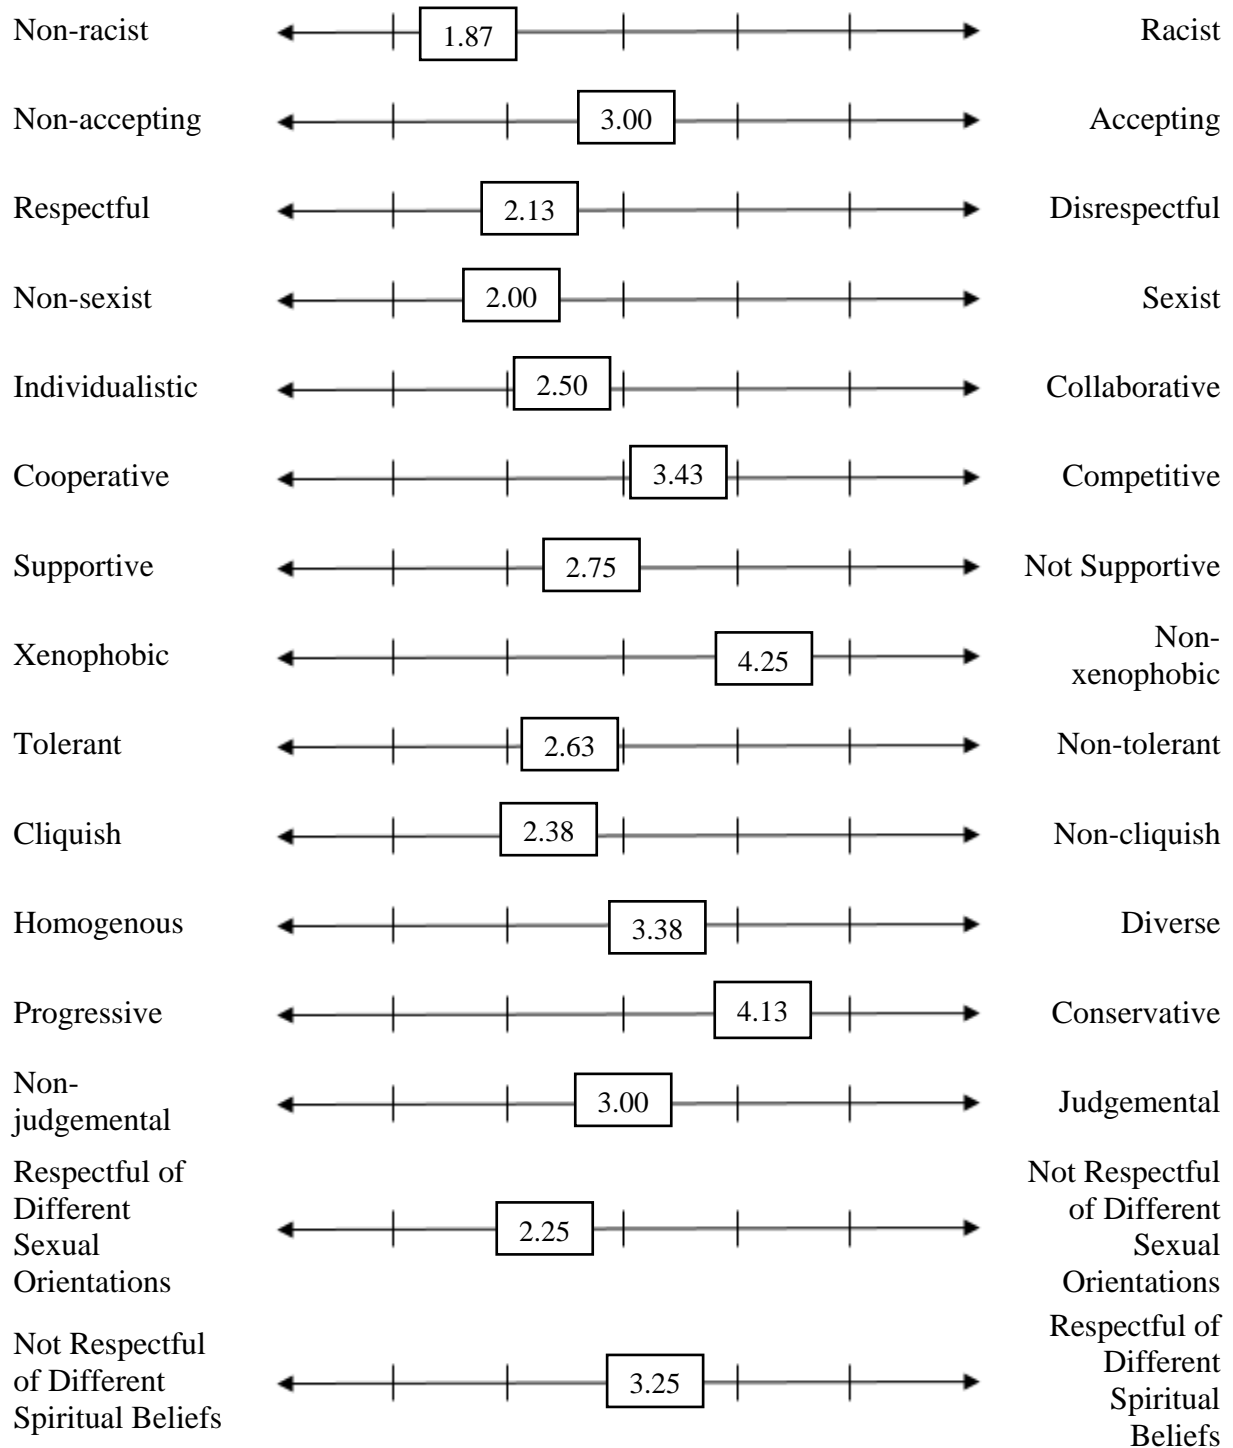 Non-racist 1.87 Racist
Non-accepting 3.00 Accepting
Respectful 2.13 Disrespectful
Non-sexist 2.00 Sexist
Individualistic 2.50 Collaborative
Cooperative 3.43 Competitive
Supportive 2.75 Not Supportive
Xenophobic 4.25 Non-
xenophobic
Tolerant 2.63 Non-tolerant
Cliquish 2.38 Non-cliquish
Homogenous 3.38 Diverse
Progressive 4.13 Conservative
Non-
judgemental 3.00 Judgemental
Respectful of
Different
Sexual
Orientations
2.25
Not Respectful
of Different
Sexual
Orientations
Not Respectful
of Different
Spiritual Beliefs
3.25
Respectful of
Different
Spiritual
Beliefs